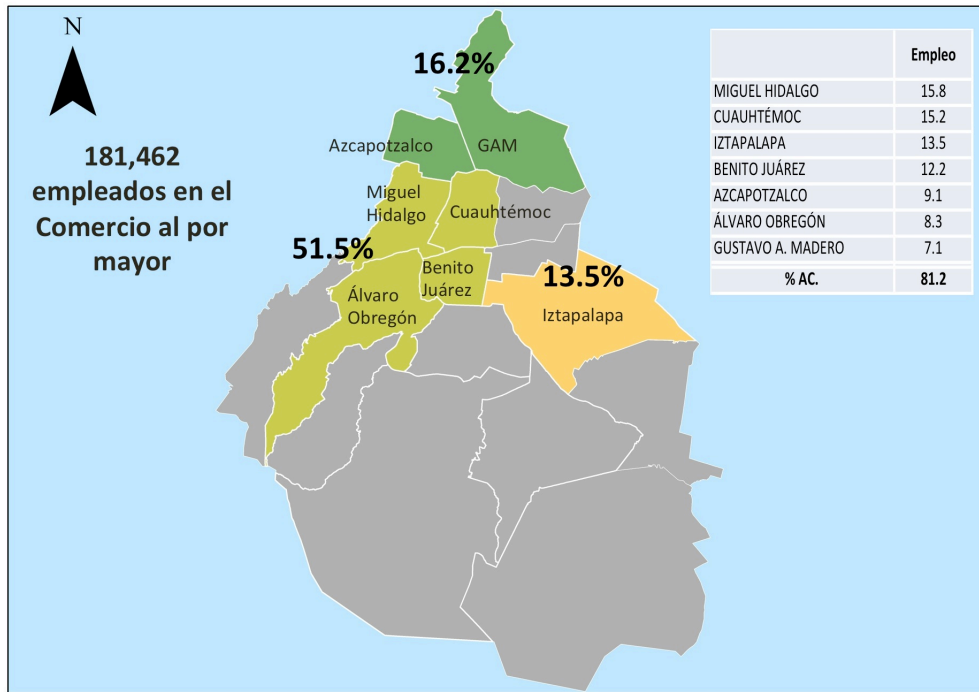 N
181,462
empleados en el
Comercio al por
mayor
16.2%
Azcapotzalco
GAM
Miguel
Hidalgo
Cuauhtémoc
51.5%
Benito
Juárez
13.5%
Álvaro
Obregón
Iztapalapa
Empleo
MIGUEL HIDALGO 15.8
CUAUHTÉMOC 15.2
IZTAPALAPA 13.5
BENITO JUÁREZ 12.2
AZCAPOTZALCO 9.1
ÁLVARO OBREGÓN 8.3
GUSTAVO A. MADERO 7.1
% AC. 81.2